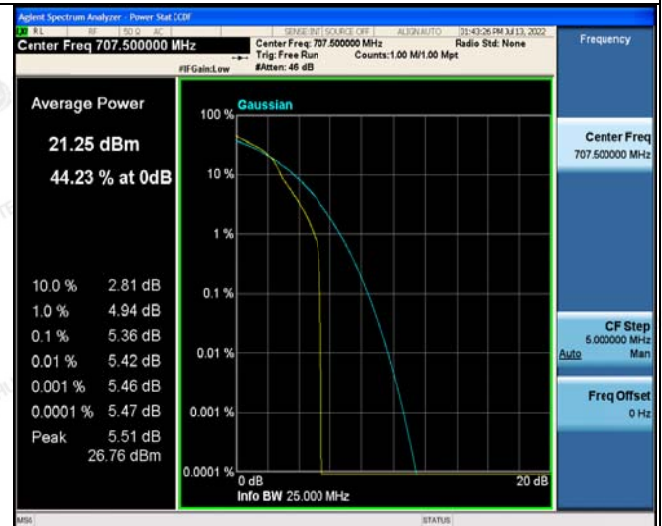 Agilent Spectrum Analyzer - Power Stat CCDF
RL RF 50 Ω AC SENSE:INT SOURCE OFF ALIGN AUTO 01:43:26 PM Jul 13, 2022
Center Freq 707.500000 MHz
Center Freq: 707.500000 MHz Radio Std: None
Trig: Free Run Counts:1.00 M/1.00 Mpt
#IFGain:Low #Atten: 46 dB
Frequency
Average Power
21.25 dBm
44.23 % at 0dB
10.0 % 2.81 dB
1.0 % 4.94 dB
0.1 % 5.36 dB
0.01 % 5.42 dB
0.001 % 5.46 dB
0.0001 % 5.47 dB
Peak 5.51 dB
26.76 dBm
Gaussian
100 %
10 %
1 %
0.1 %
0.01 %
0.001 %
0.0001 %
0 dB 20 dB
Info BW 25.000 MHz
Center Freq
707.500000 MHz
CF Step
5.000000 MHz
Auto Man
Freq Offset
0 Hz
MSG STATUS